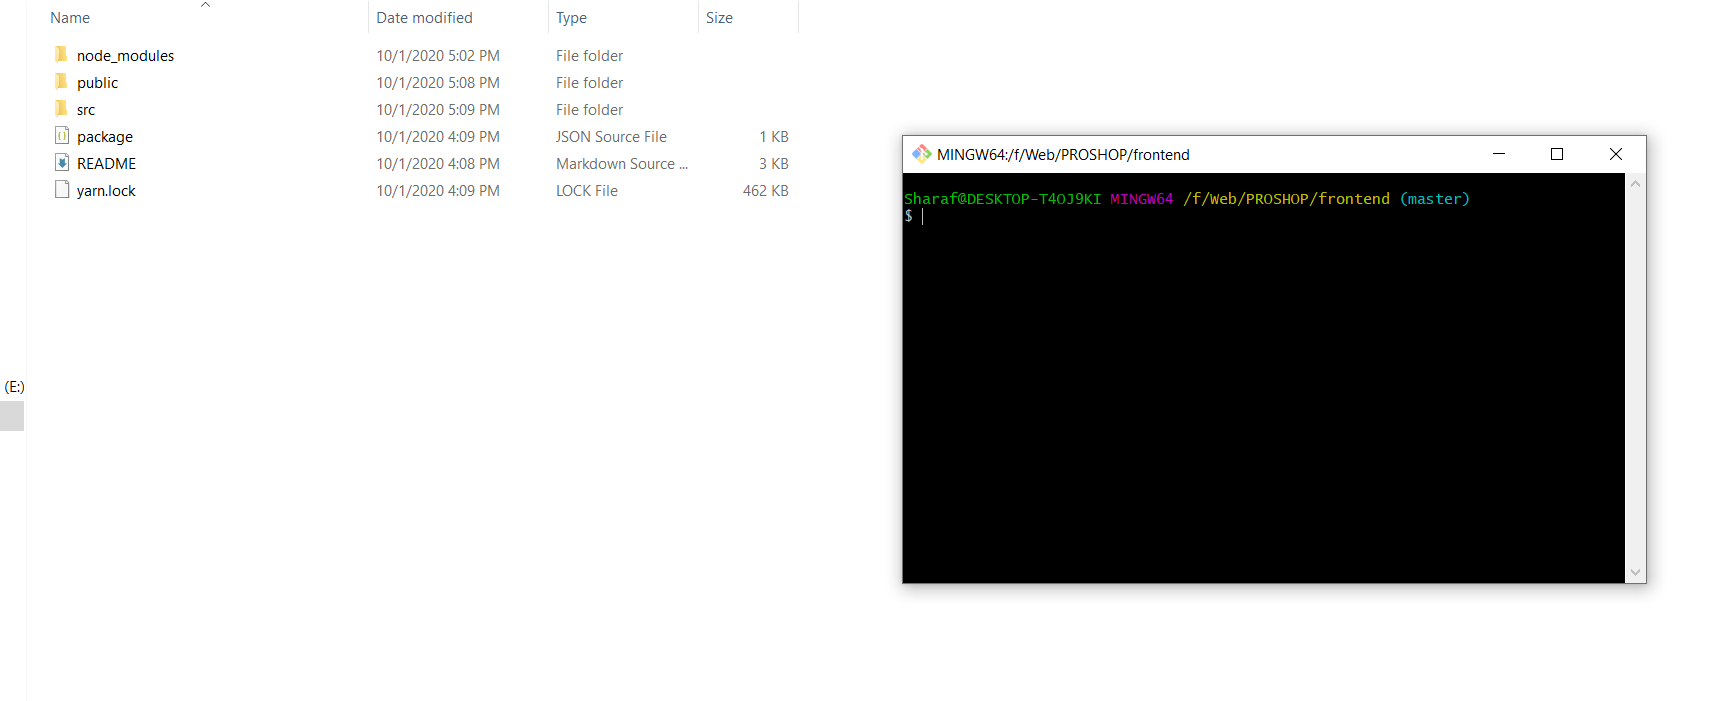 Name Date modified Type Size
node_modules 10/1/2020 5:02 PM File folder
public 10/1/2020 5:08 PM File folder
src 10/1/2020 5:09 PM File folder
package 10/1/2020 4:09 PM JSON Source File 1 KB
README 10/1/2020 4:08 PM Markdown Source ... 3 KB
yarn.lock 10/1/2020 4:09 PM LOCK File 462 KB
(E:)
MINGW64:/f/Web/PROSHOP/frontend
Sharaf@DESKTOP-T4OJ9KI MINGW64 /f/Web/PROSHOP/frontend (master)
$